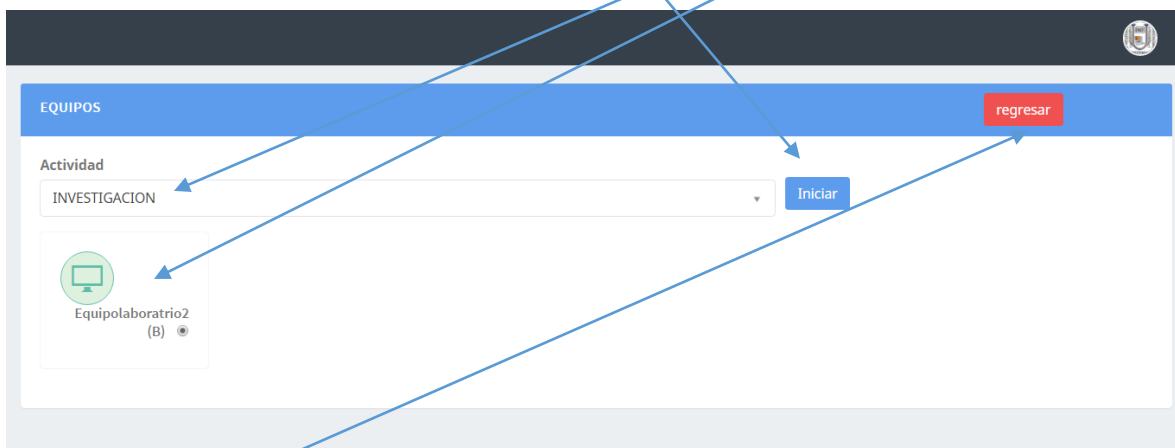 EQUIPOS
regresar
Actividad
INVESTIGACION
Iniciar
Equipolaboratrio2
(B)